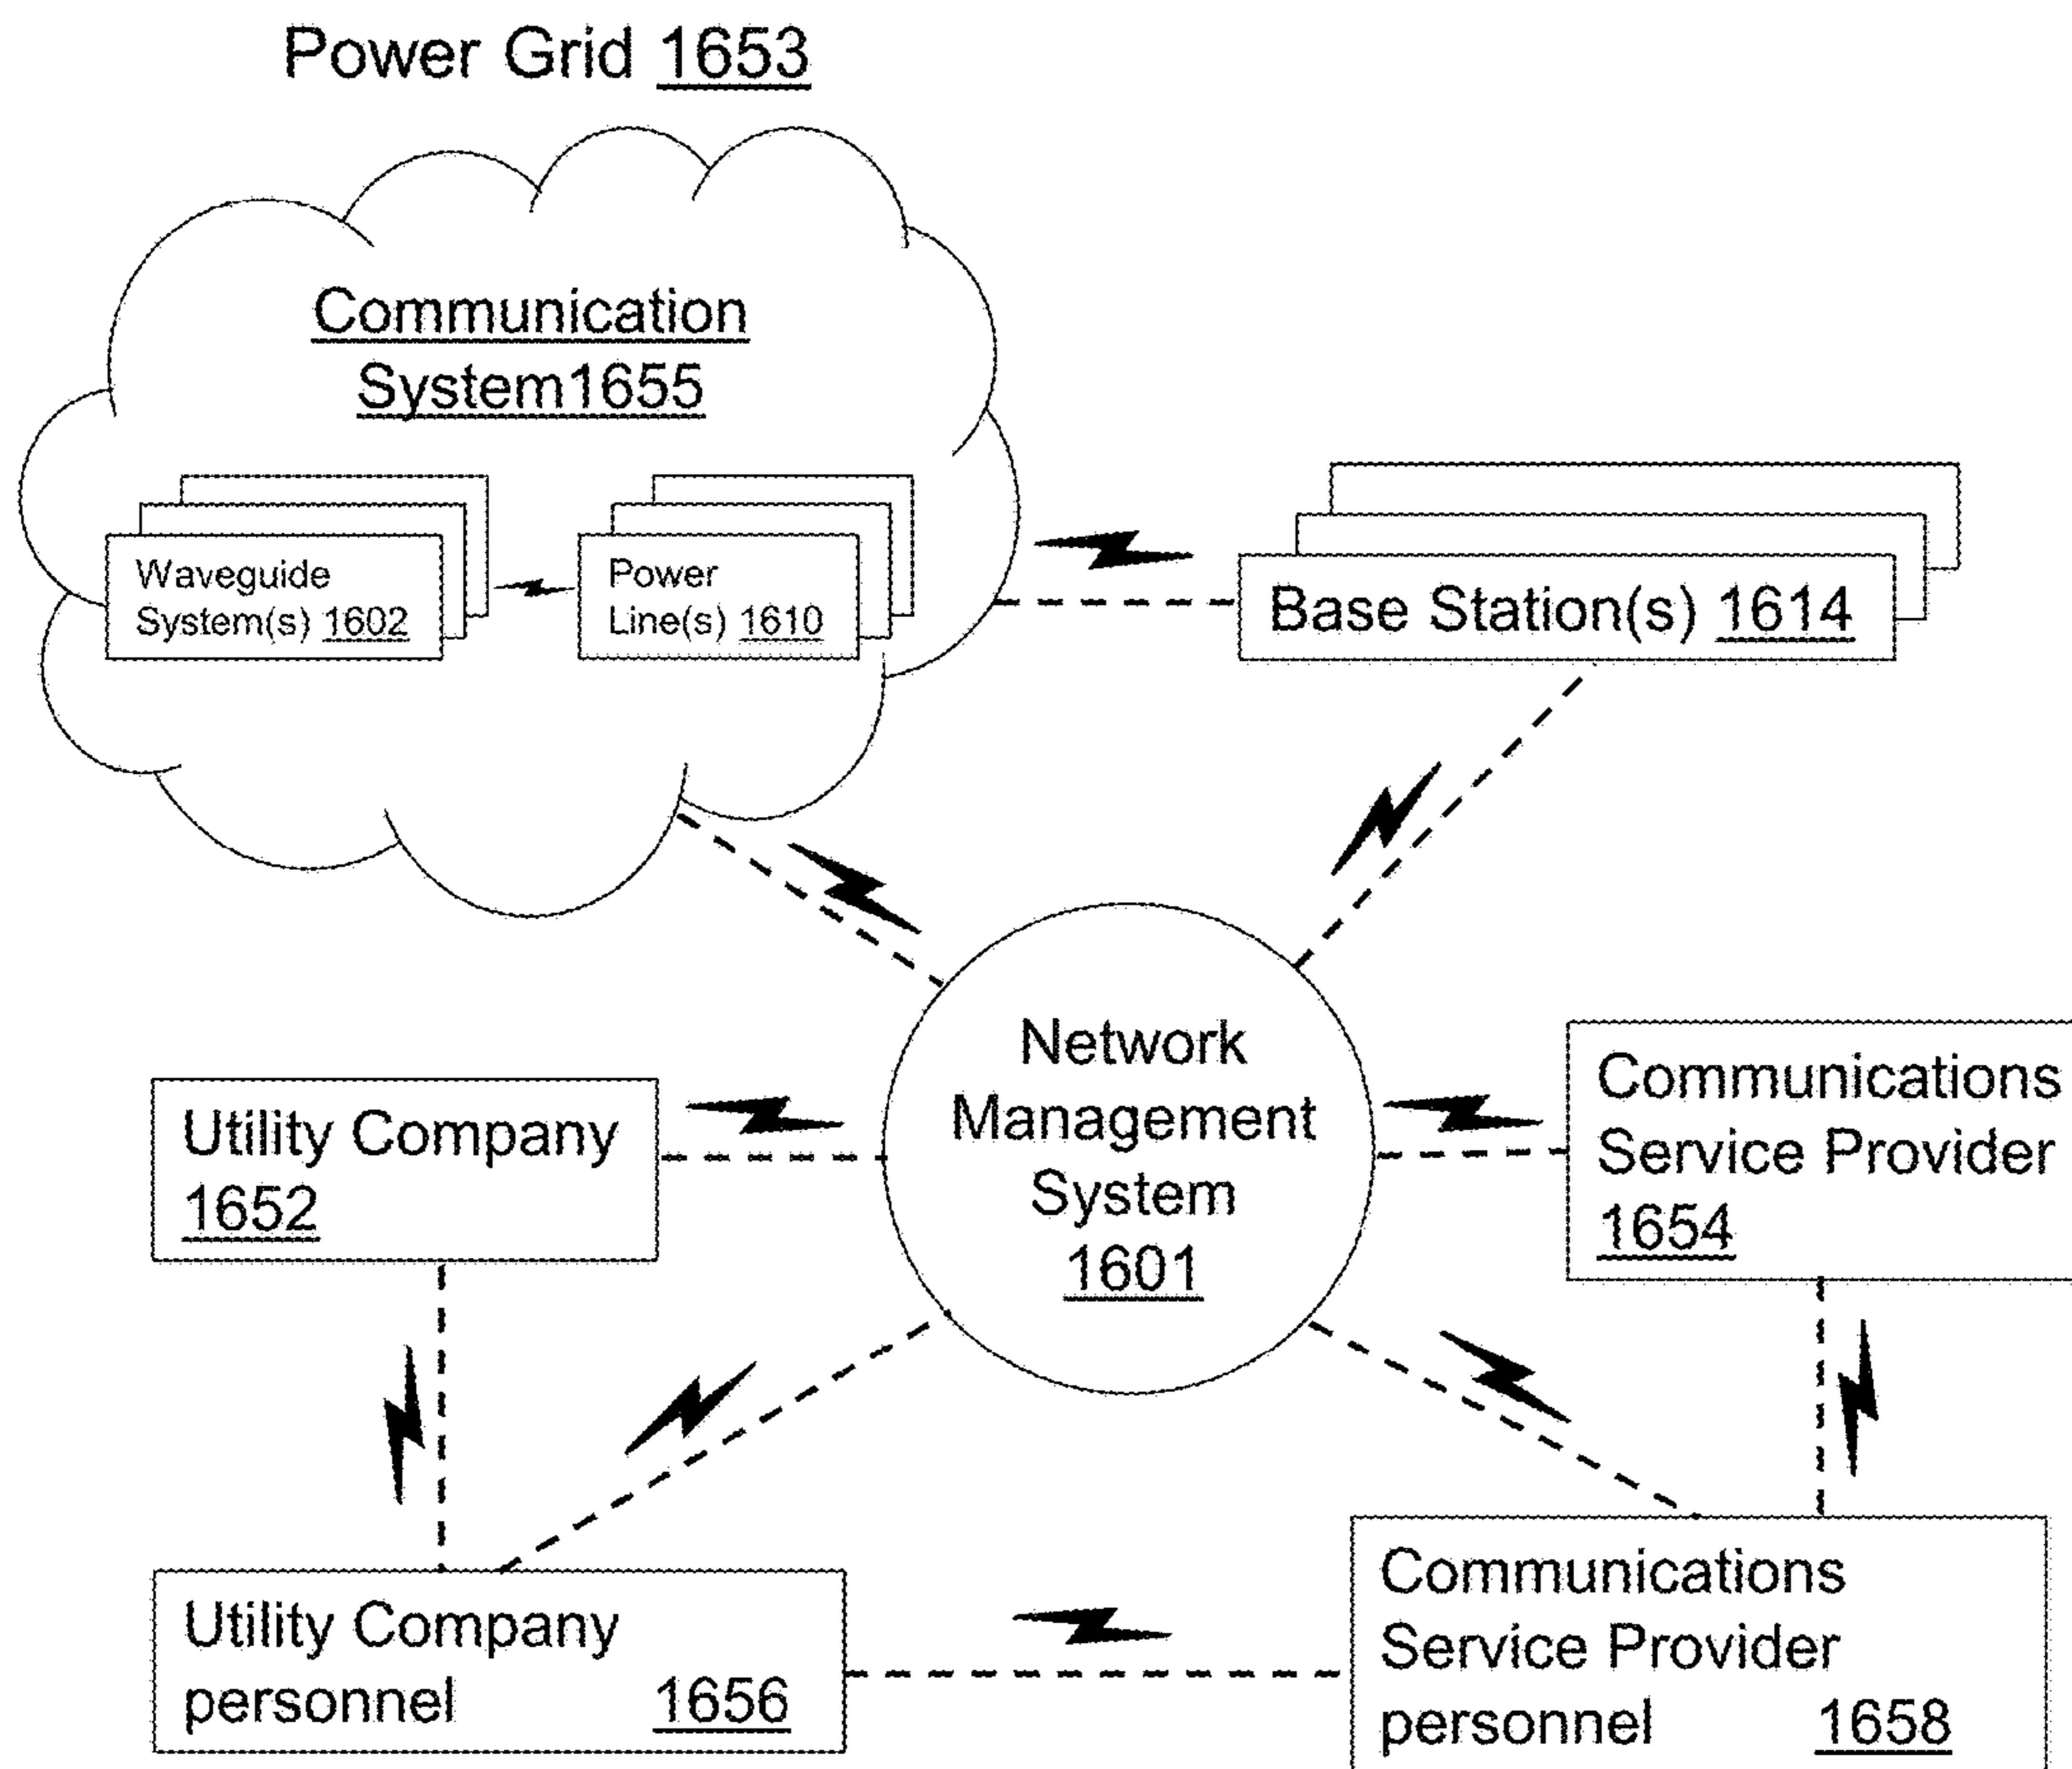 Power Grid 1653
Communication
System1655
Waveguide
System(s) 1602
Power
Line(s) 1610
Base Station(s) 1614
Network
Management
System
1601
Utility Company
1652
Communications
Service Provider
1654
Utility Company
personnel 1656
Communications
Service Provider
personnel 1658